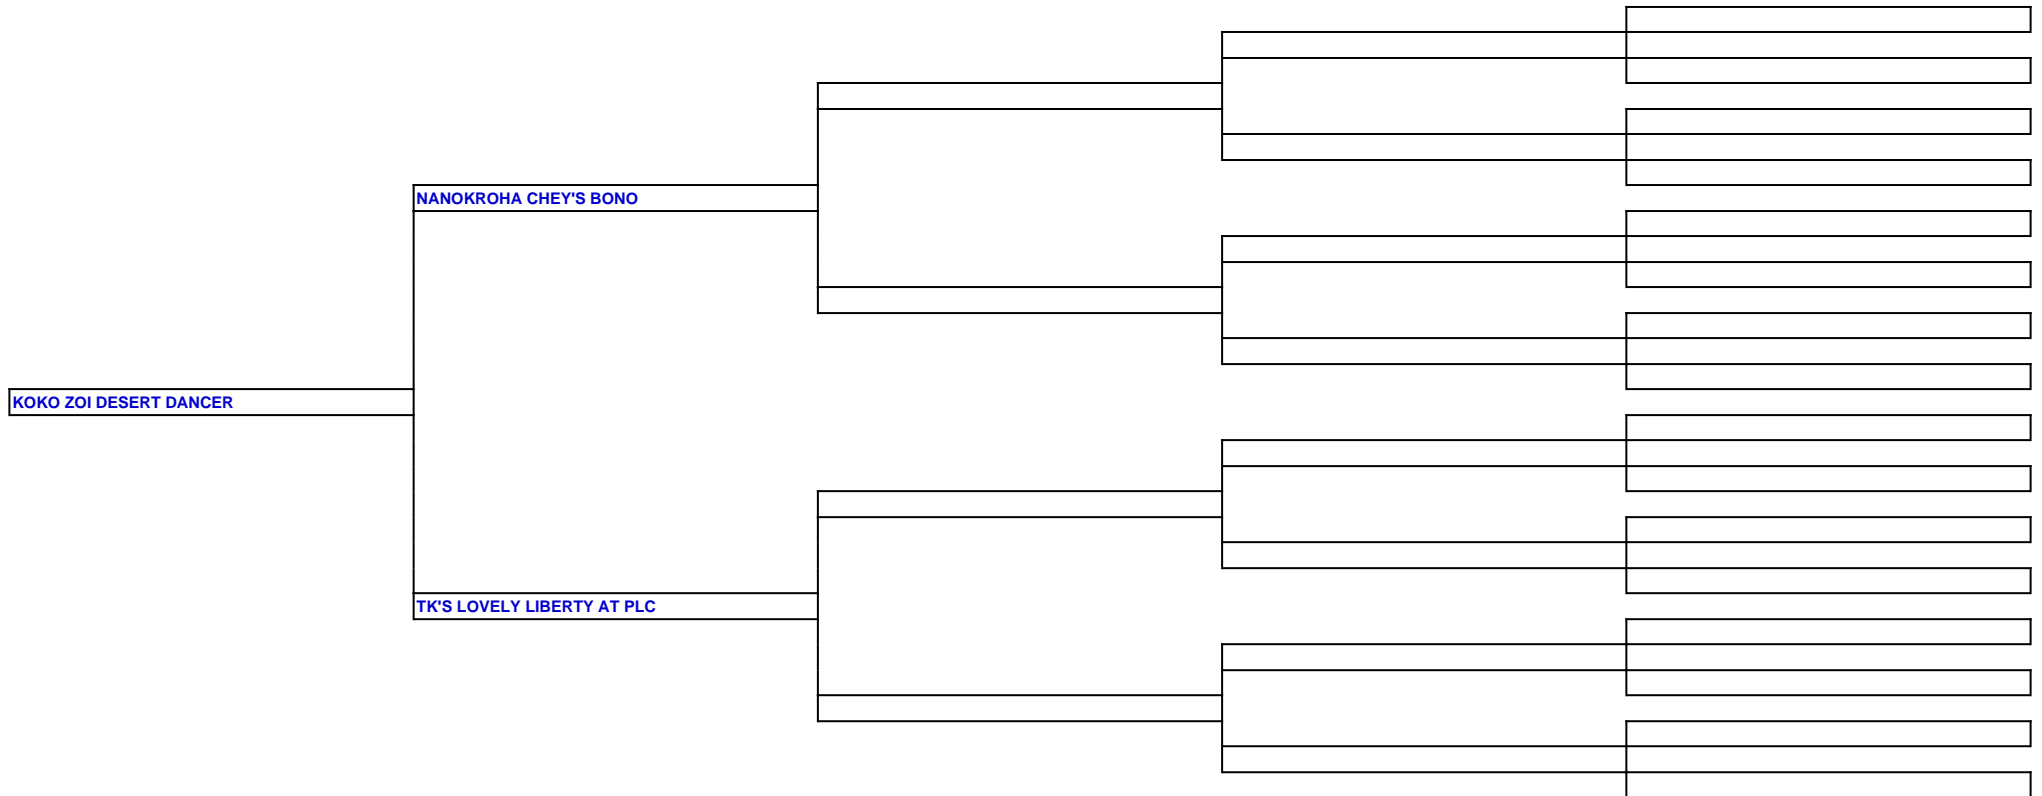 NANOKROHA CHEY'S BONO
KOKO ZOI DESERT DANCER
TK'S LOVELY LIBERTY AT PLC